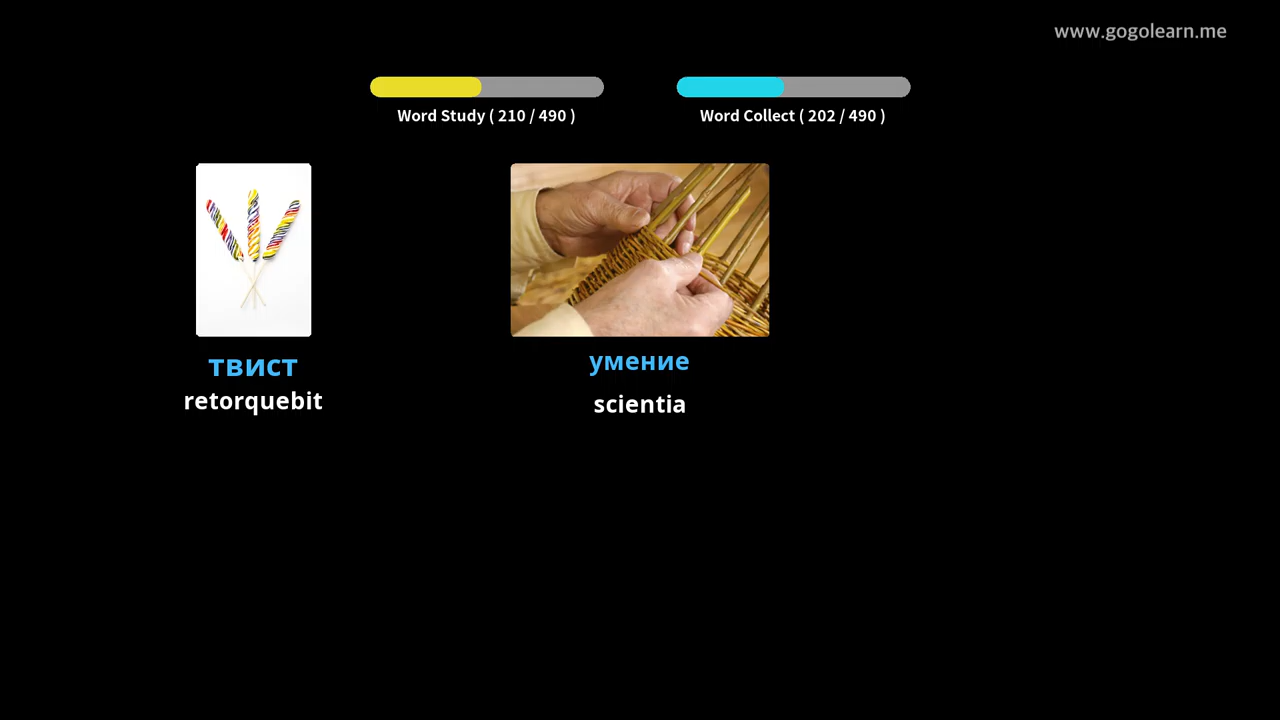 www.gogolearn.me
Word Study ( 210 / 490 )
Word Collect ( 202 / 490 )
твист
retorquebit
умение
scientia